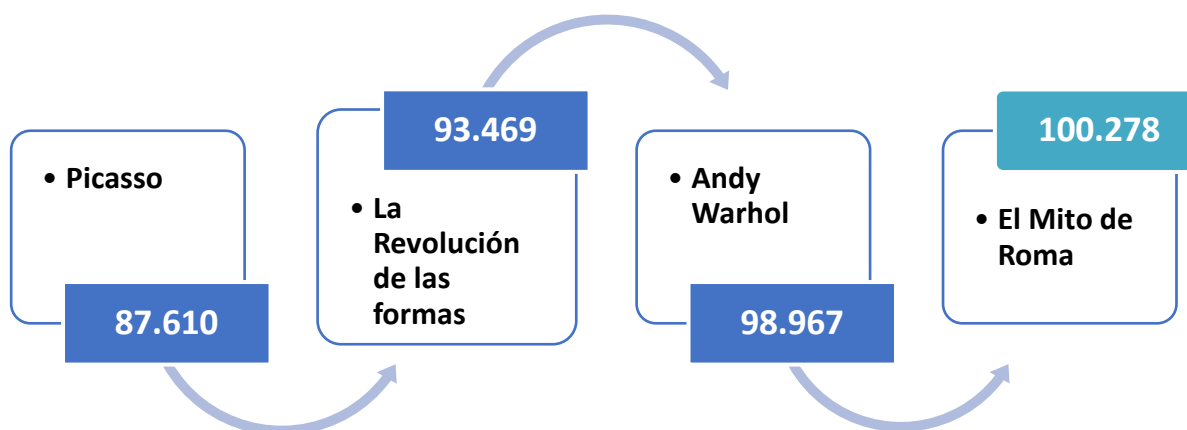 • Picasso
87.610
93.469
• La
Revolución
de las
formas
• Andy
Warhol
98.967
100.278
• El Mito de
Roma